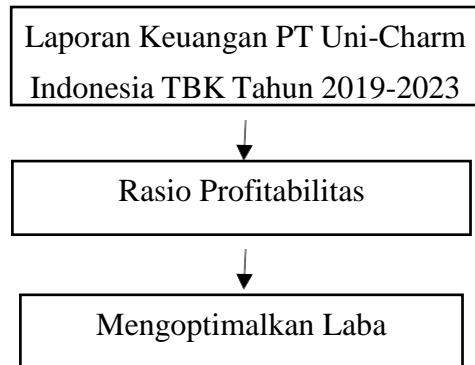 Laporan Keuangan PT Uni-Charm
Indonesia TBK Tahun 2019-2023
Rasio Profitabilitas
Mengoptimalkan Laba